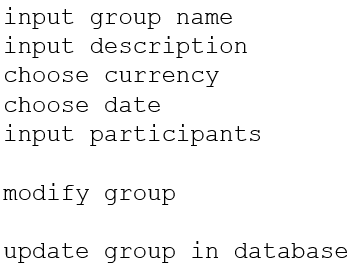 input group name
input description
choose currency
choose date
input participants

modify group

update group in database